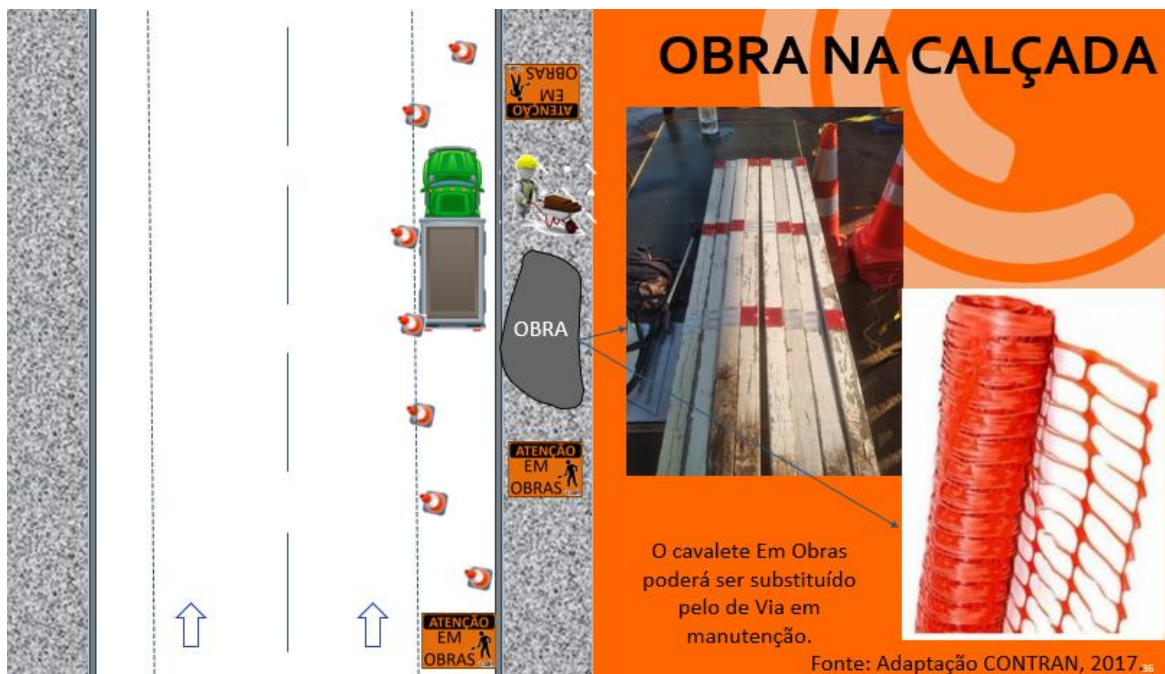 OBRA NA CALÇADA
ATENÇÃO
EM
OBRAS
OBRA
ATENÇÃO
EM
OBRAS
ATENÇÃO
EM
OBRAS
O cavalete Em Obras
poderá ser substituído
pelo de Via em
manutenção.
Fonte: Adaptação CONTRAN, 2017.
36